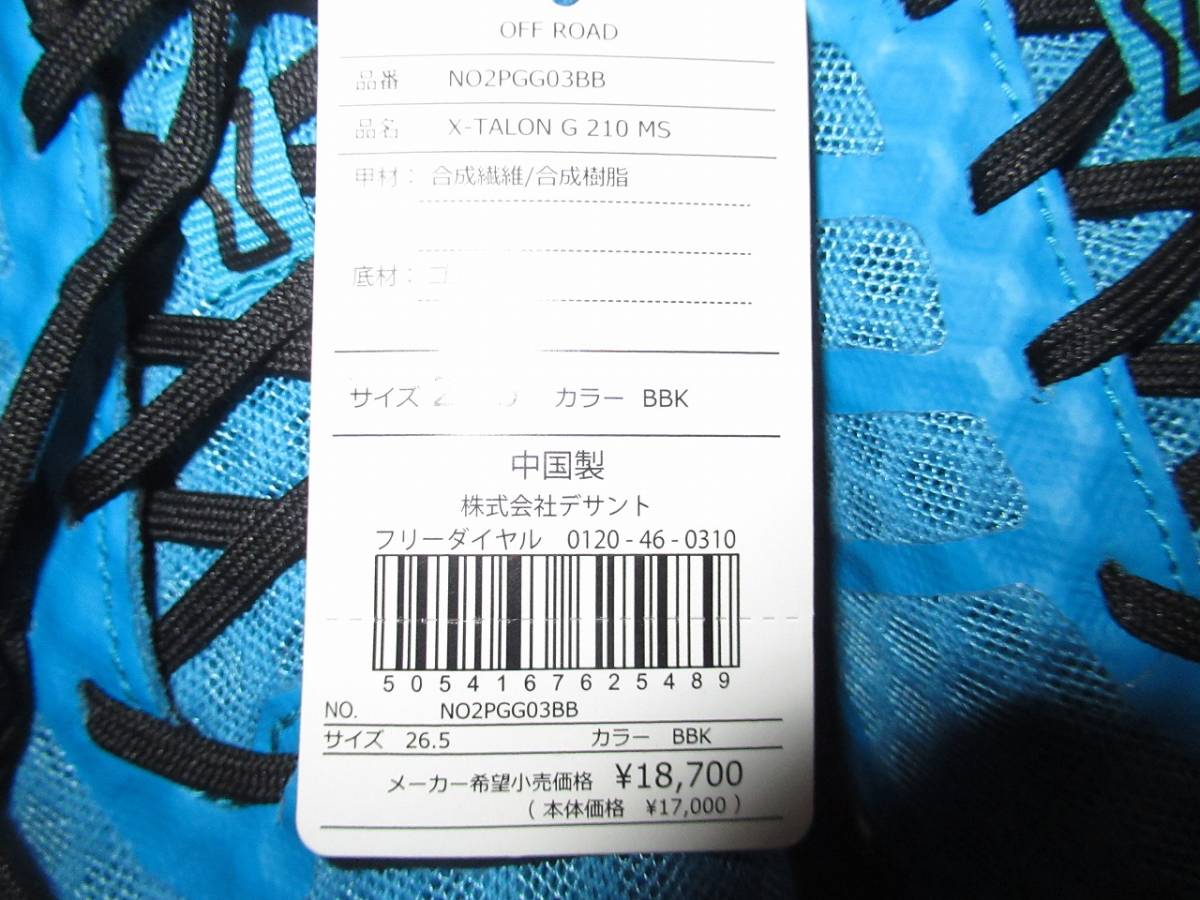 OFF ROAD
品番 NO2PGG03BB
品名 X-TALON G 210 MS
甲材： 合成繊維/合成樹脂
底材：
サイズ カラー BBK
中国製
株式会社デサント
フリーダイヤル 0120-46-0310
5054167625489
NO. NO2PGG03BB
サイズ 26.5 カラー BBK
メーカー希望小売価格 ¥18,700
( 本体価格 ¥17,000 )